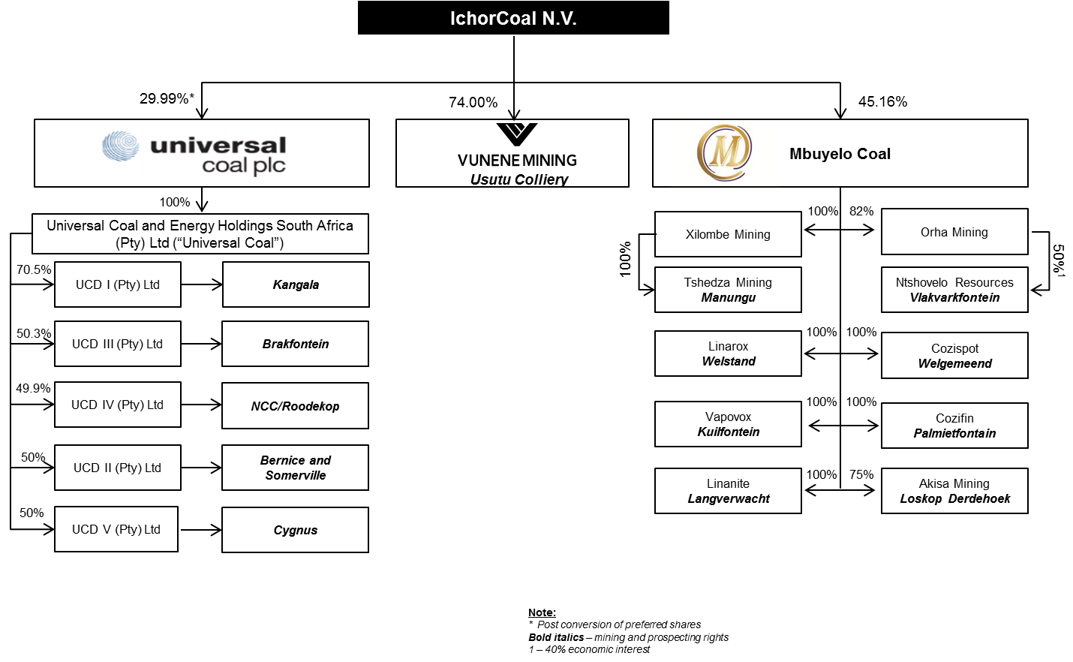 IchorCoal N.V.
29.99%*
74.00%
45.16%
universal
coal plc
VUNENE MINING
Usutu Colliery
M
Mbuyelo Coal
100%
Universal Coal and Energy Holdings South Africa
(Pty) Ltd (“Universal Coal”)
70.5%
UCD I (Pty) Ltd
Kangala
50.3%
UCD III (Pty) Ltd
Brakfontein
49.9%
UCD IV (Pty) Ltd
NCC/Roodekop
50%
UCD II (Pty) Ltd
Bernice and
Somerville
50%
UCD V (Pty) Ltd
Cygnus
Xilombe Mining
100%
82%
Orha Mining
100%
Tshedza Mining
Manungu
50%1
Ntshovelo Resources
Vlakvarkfontein
Linarox
Welstand
100%
100%
Cozispot
Welgemeend
Vapovox
Kuilfontein
100%
100%
Cozifin
Palmietfontain
Linanite
Langverwacht
100%
75%
Akisa Mining
Loskop Derdehoek
Note:
* Post conversion of preferred shares
Bold italics – mining and prospecting rights
1 – 40% economic interest